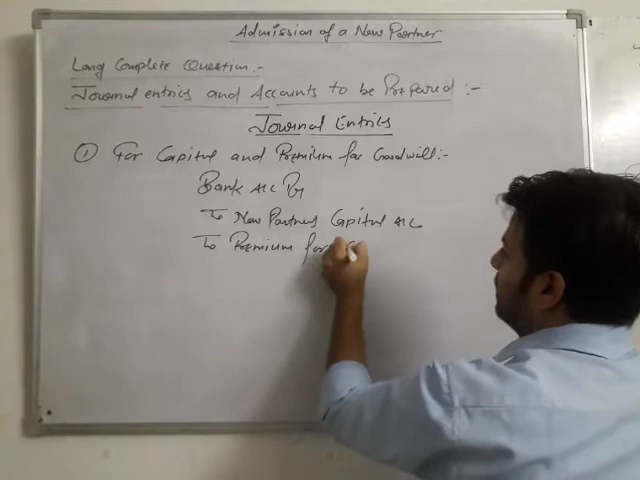 Admission of a New Partner
Long Complete Question:-
Journal entries and Accounts to be Prepared:-
Journal Entries
① For Capital and Premium for Goodwill:-
Bank A/C Dr
To New Partners Capital A/C
To Premium for